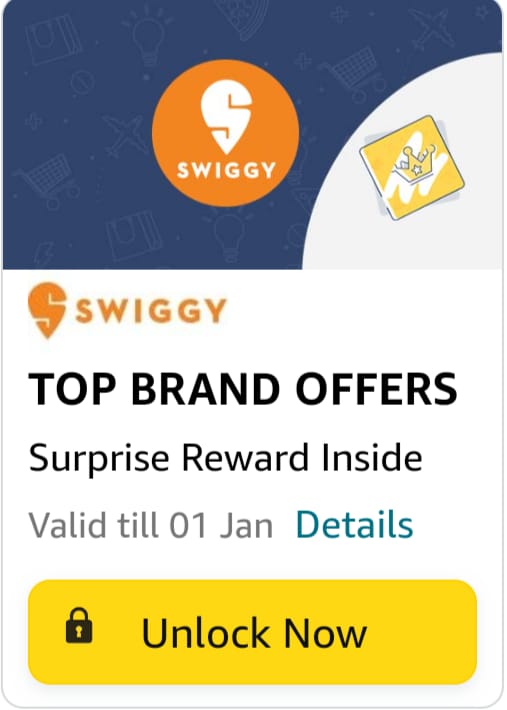 SWIGGY
SWIGGY
TOP BRAND OFFERS
Surprise Reward Inside
Valid till 01 Jan Details
Unlock Now